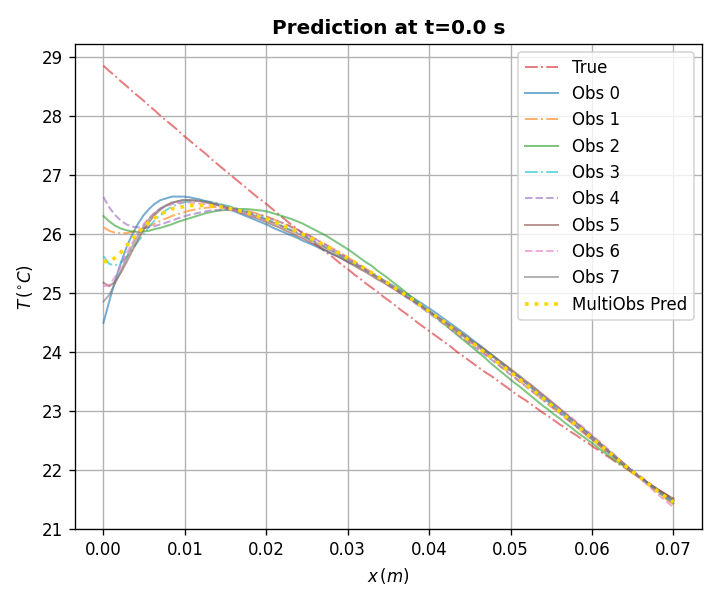 Prediction at t=0.0 s
29
28
27
26
25
24
23
22
21
T (°C)
0.00 0.01 0.02 0.03 0.04 0.05 0.06 0.07
x (m)
True
Obs 0
Obs 1
Obs 2
Obs 3
Obs 4
Obs 5
Obs 6
Obs 7
MultiObs Pred